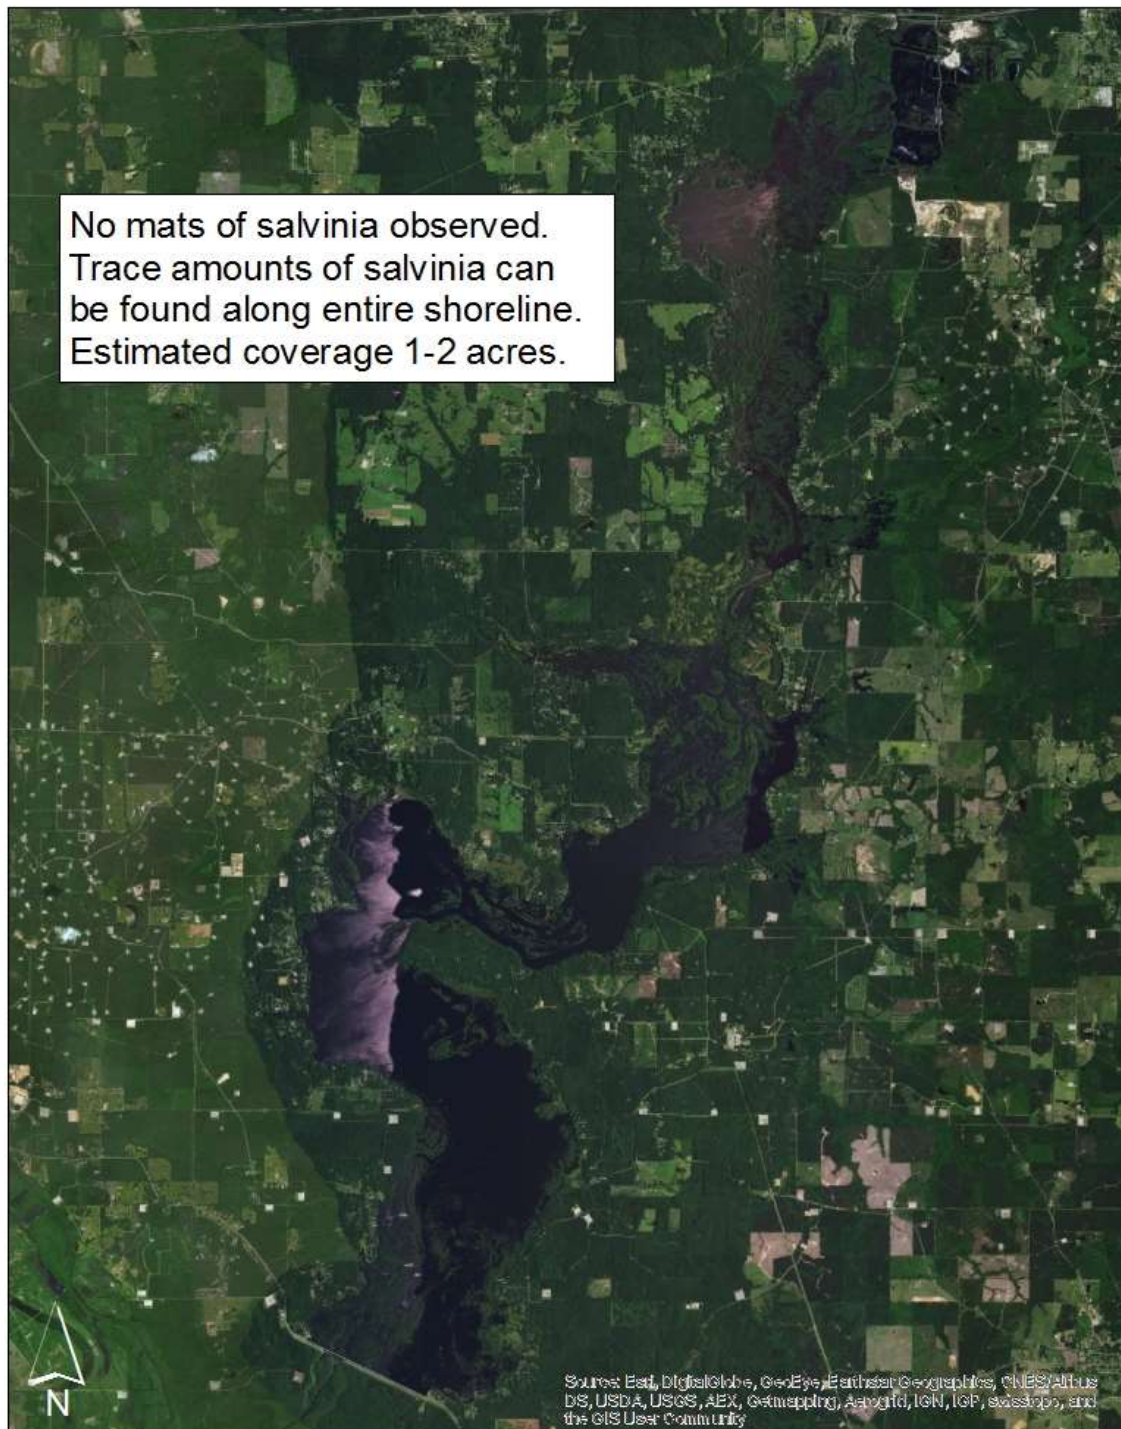 No mats of salvinia observed.
Trace amounts of salvinia can
be found along entire shoreline.
Estimated coverage 1-2 acres.
N
Source: Esri, DigitalGlobe, GeoEye, Earthstar Geographics, CNES/Airbus
DS, USDA, USGS, AEX, Getmapping, Aerogrid, IGN, IGP, swisstopo, and
the GIS User Community